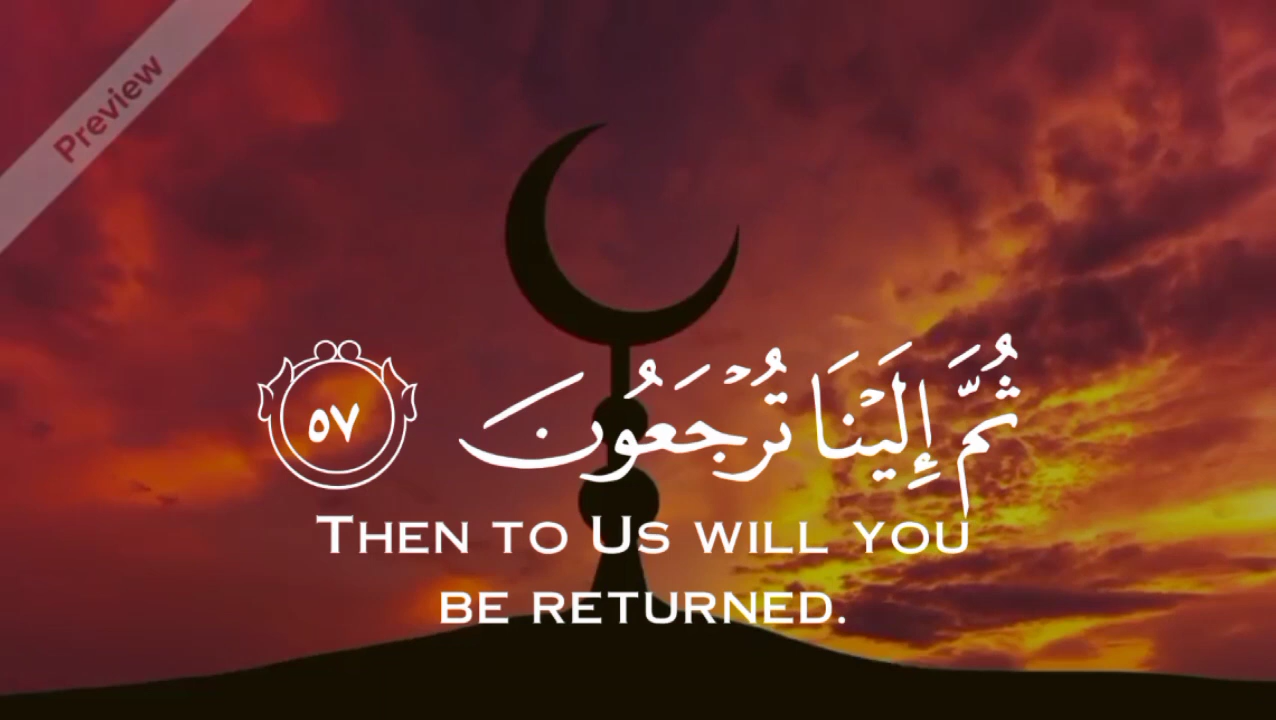 Preview
ثُمَّ إِلَيْنَا تُرْجَعُونَ ٥٧
THEN TO US WILL YOU
BE RETURNED.